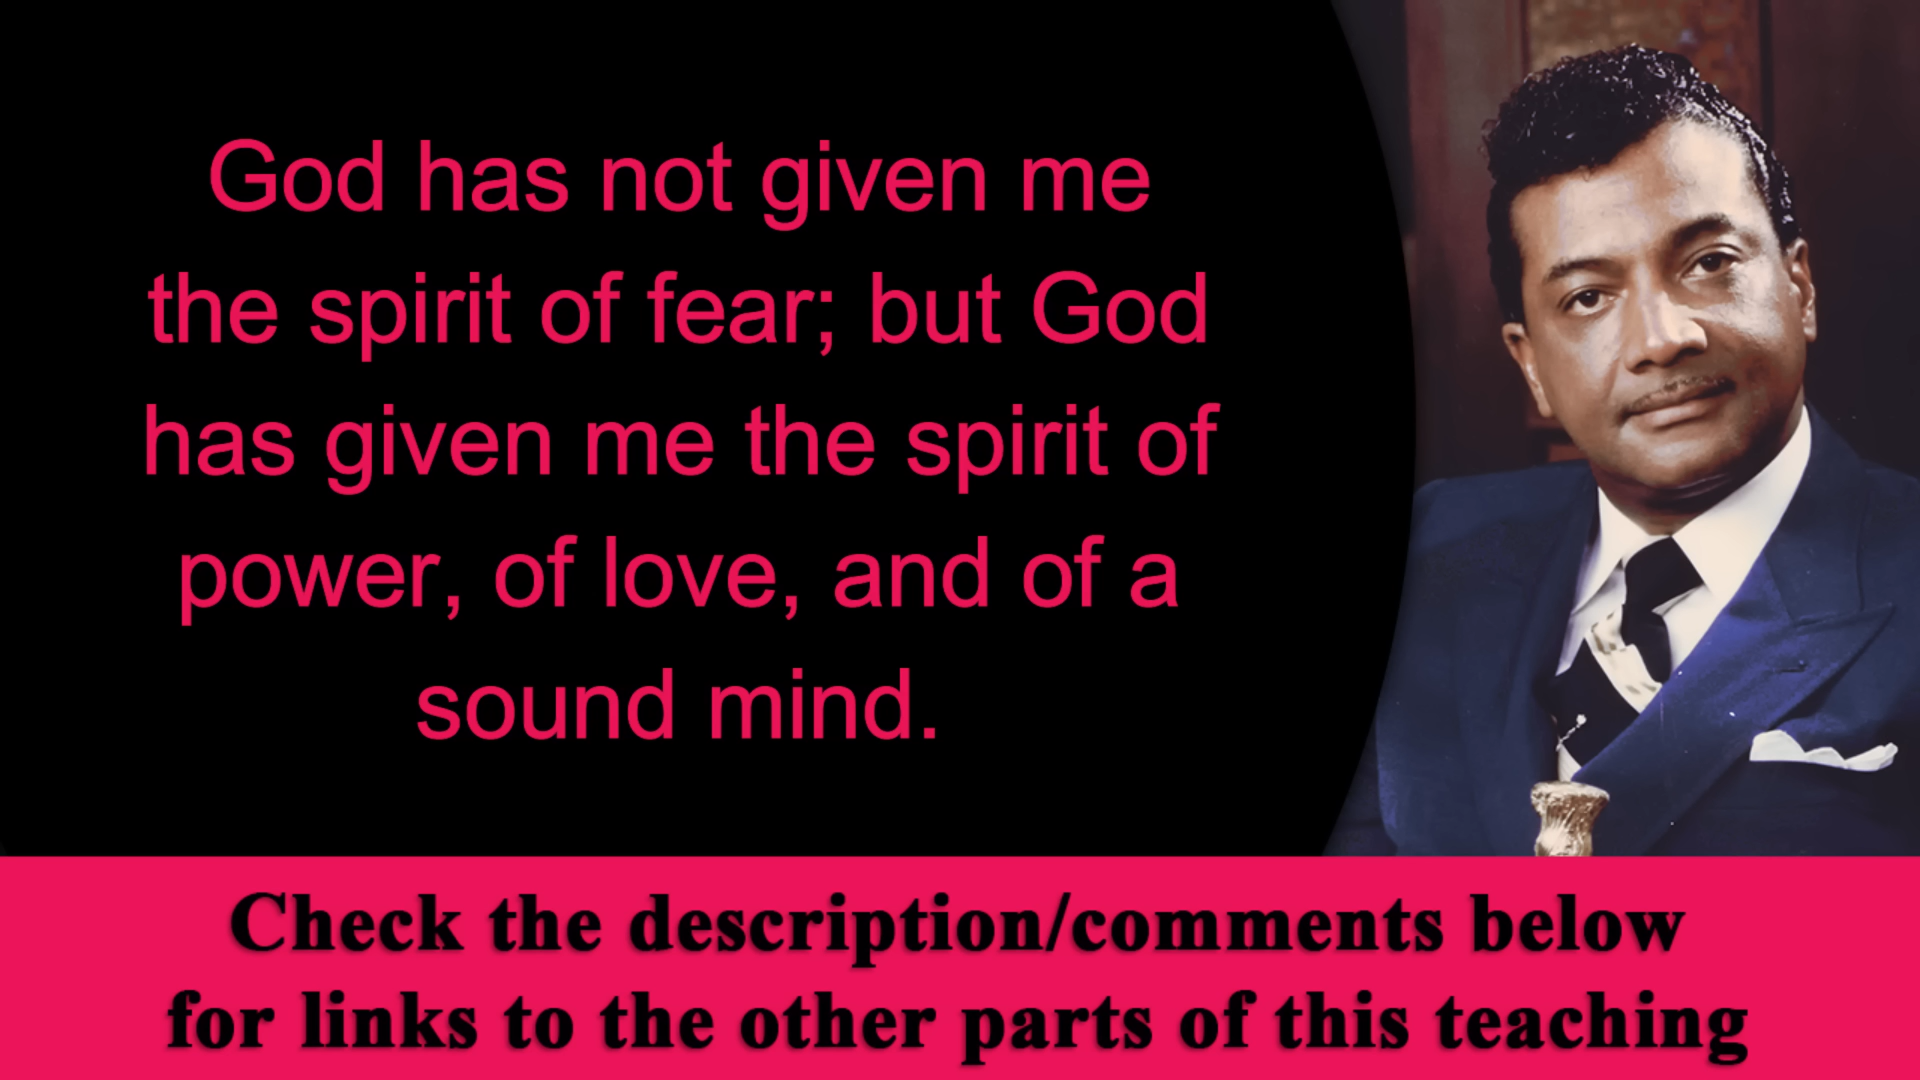 God has not given me
the spirit of fear; but God
has given me the spirit of
power, of love, and of a
sound mind.
Check the description/comments below
for links to the other parts of this teaching